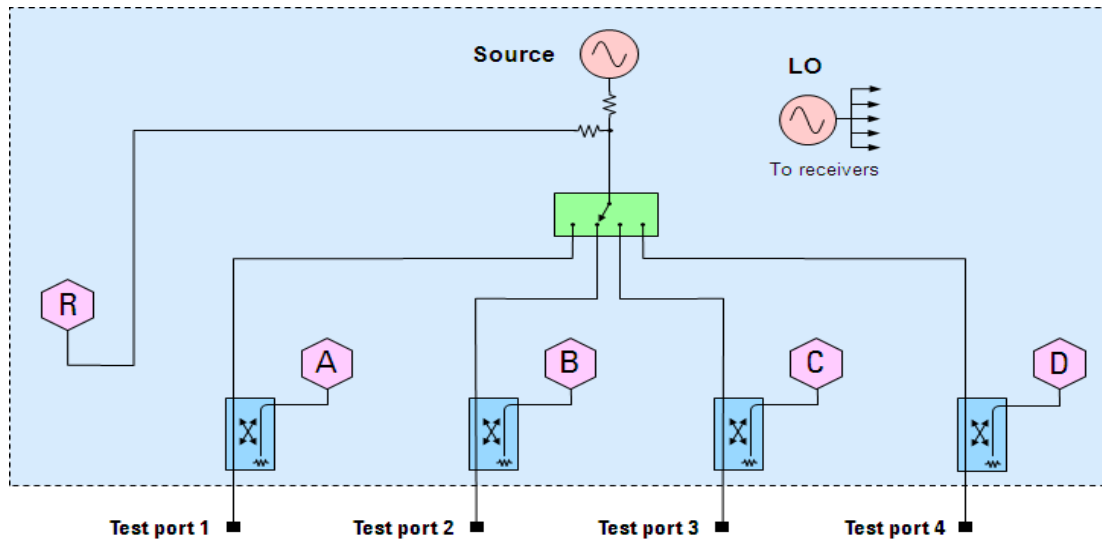 Source
LO
To receivers
R
A
B
C
D
Test port 1
Test port 2
Test port 3
Test port 4